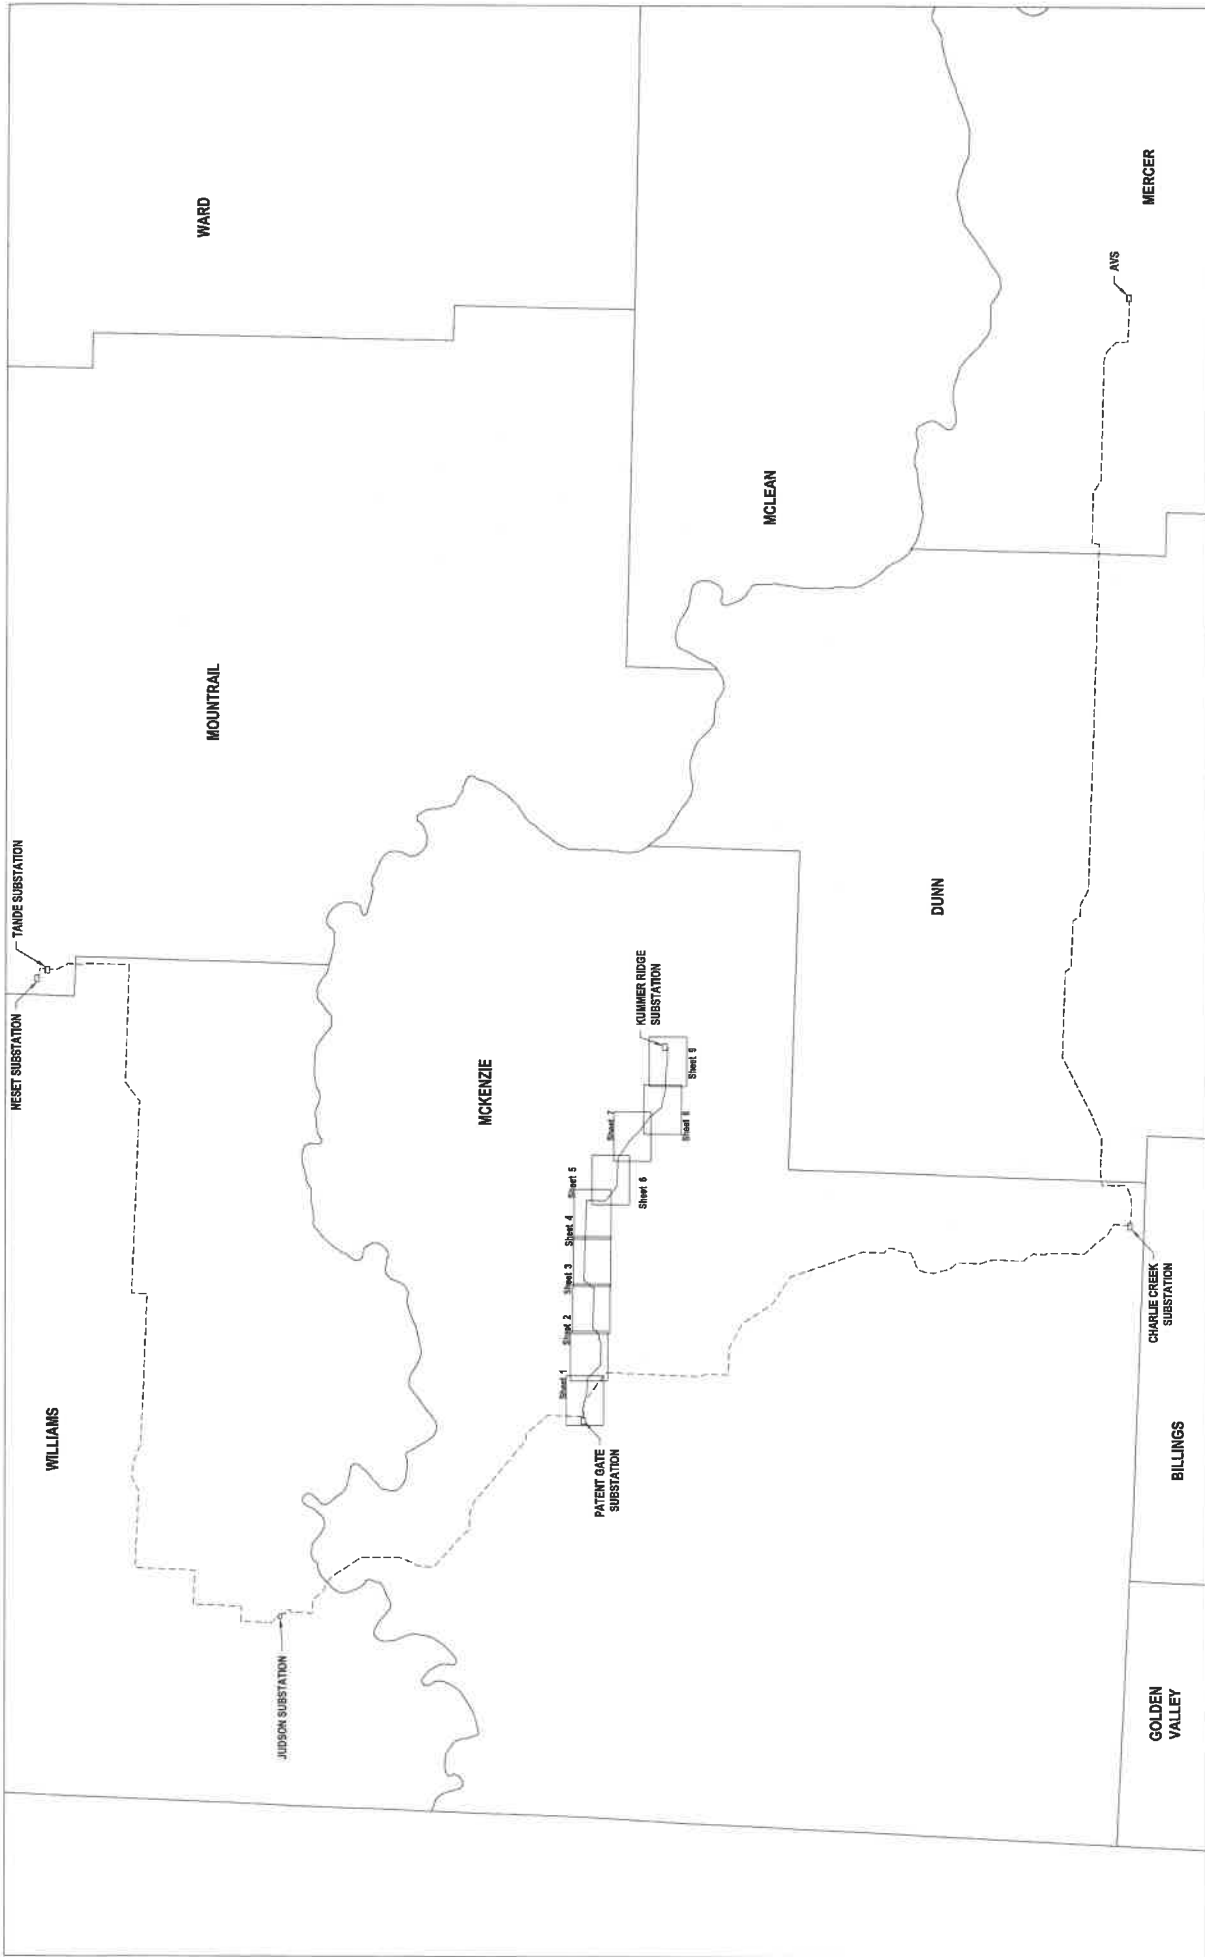 WARD
MOUNTRAIL
WILLIAMS
NESET SUBSTATION
TANDE SUBSTATION
JUDSON SUBSTATION
MCKENZIE
MCLEAN
MERCER
AVS
DUNN
KUMMER RIDGE
SUBSTATION
PATENT GATE
SUBSTATION
Sheet 1
Sheet 2
Sheet 3
Sheet 4
Sheet 5
Sheet 6
Sheet 7
Sheet 8
Sheet 9
CHARLIE CREEK
SUBSTATION
BILLINGS
GOLDEN
VALLEY